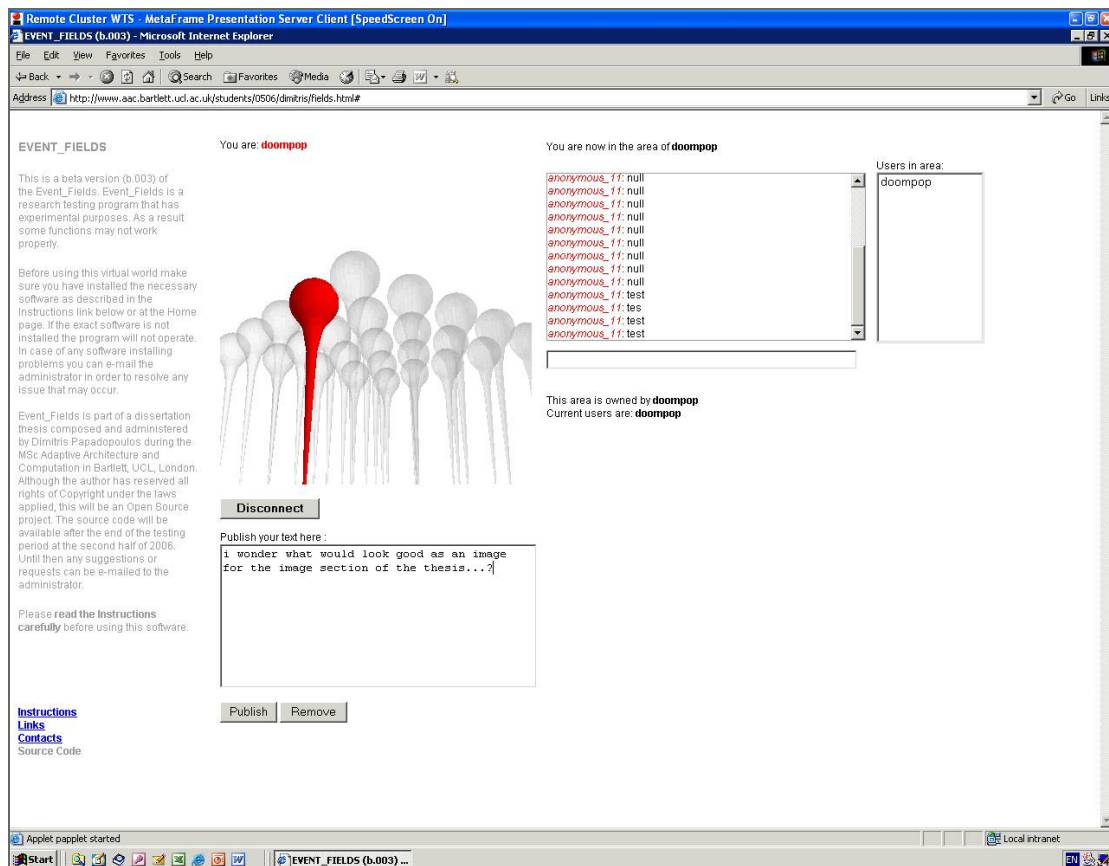 Remote Cluster WTS - MetaFrame Presentation Server Client [SpeedScreen On]
EVENT_FIELDS (b.003) - Microsoft Internet Explorer
File Edit View Favorites Tools Help
Back Search Favorites Media
Address http://www.aac.bartlett.ucl.ac.uk/students/0506/dimitris/fields.html# Go Links
EVENT_FIELDS
This is a beta version (b.003) of
the Event_Fields. Event_Fields is a
research testing program that has
experimental purposes. As a result
some functions may not work
properly.
Before using this virtual world make
sure you have installed the necessary
software as described in the
Instructions link below or at the Home
page. If the exact software is not
installed the program will not operate.
In case of any software installing
problems you can e-mail the
administrator in order to resolve any
issue that may occur.
Event_Fields is part of a dissertation
thesis composed and administered
by Dimitris Papadopoulos during the
MSc Adaptive Architecture and
Computation in Bartlett, UCL, London.
Although the author has reserved all
rights of Copyright under the laws
applied, this will be an Open Source
project. The source code will be
available after the end of the testing
period at the second half of 2006.
Until then any suggestions or
requests can be e-mailed to the
administrator.
Please read the Instructions
carefully before using this software.
Instructions
Links
Contacts
Source Code
You are: doompop
Disconnect
Publish your text here :
i wonder what would look good as an image
for the image section of the thesis...?
Publish Remove
You are now in the area of doompop
anonymous_11: null
anonymous_11: null
anonymous_11: null
anonymous_11: null
anonymous_11: null
anonymous_11: null
anonymous_11: null
anonymous_11: null
anonymous_11: null
anonymous_11: test
anonymous_11: tes
anonymous_11: test
anonymous_11: test
Users in area:
doompop
This area is owned by doompop
Current users are: doompop
Applet papplet started Local intranet
Start EVENT_FIELDS (b.003) ... EN